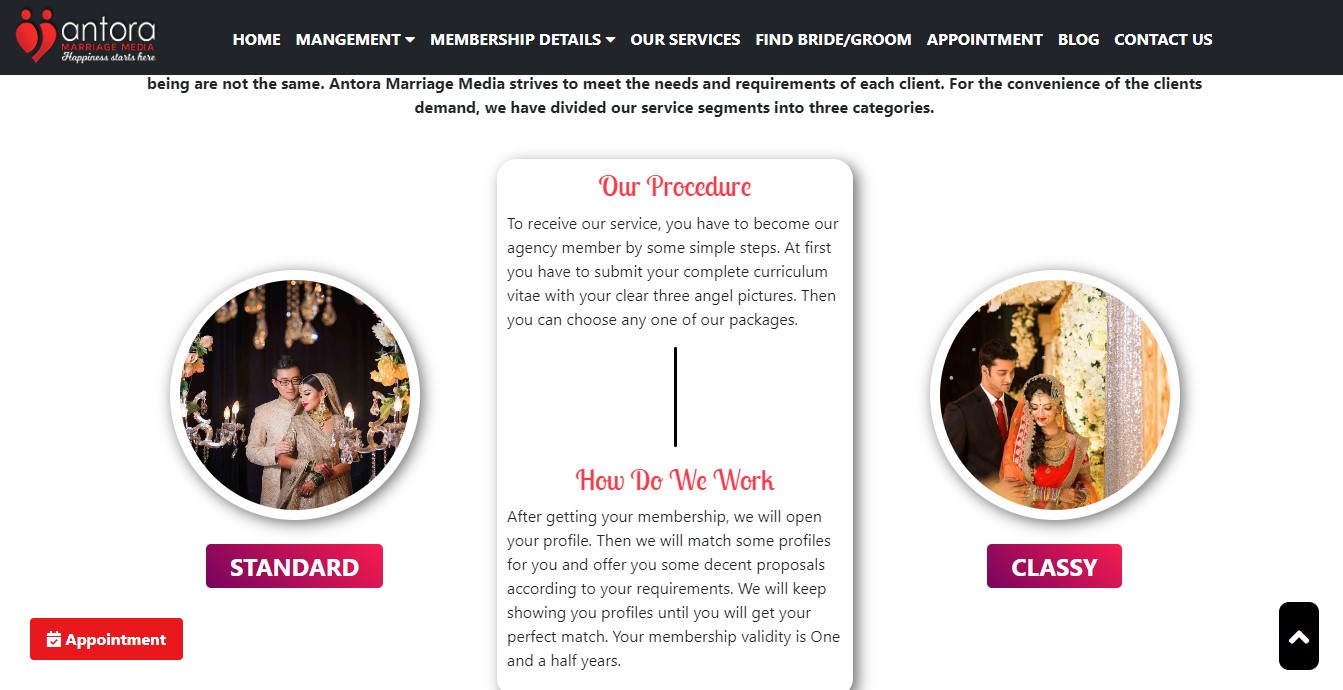 antora
MARRIAGE MEDIA
Happiness starts here
HOME MANGEMENT MEMBERSHIP DETAILS OUR SERVICES FIND BRIDE/GROOM APPOINTMENT BLOG CONTACT US
being are not the same. Antora Marriage Media strives to meet the needs and requirements of each client. For the convenience of the clients
demand, we have divided our service segments into three categories.
Our Procedure
To receive our service, you have to become our
agency member by some simple steps. At first
you have to submit your complete curriculum
vitae with your clear three angel pictures. Then
you can choose any one of our packages.
How Do We Work
After getting your membership, we will open
your profile. Then we will match some profiles
for you and offer you some decent proposals
according to your requirements. We will keep
showing you profiles until you will get your
perfect match. Your membership validity is One
and a half years.
STANDARD
CLASSY
Appointment